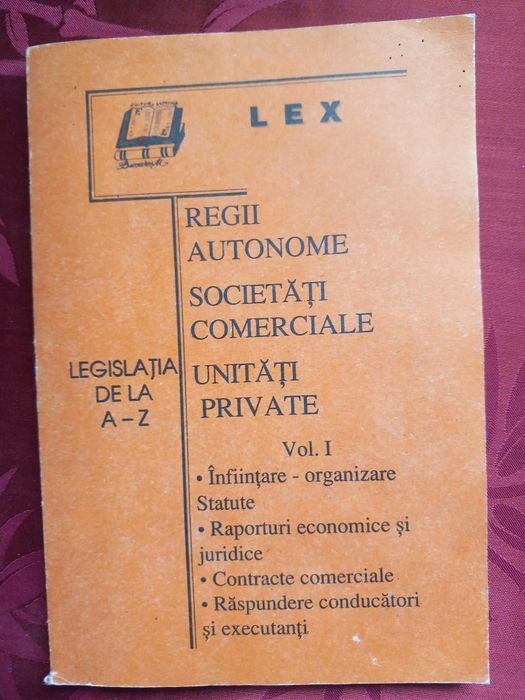 LEX
REGII
AUTONOME
SOCIETĂȚI
COMERCIALE
LEGISLAȚIA
DE LA
A - Z
UNITĂȚI
PRIVATE
Vol. I
• Înființare - organizare
Statute
• Raporturi economice și
juridice
• Contracte comerciale
• Răspundere conducători
și executanți